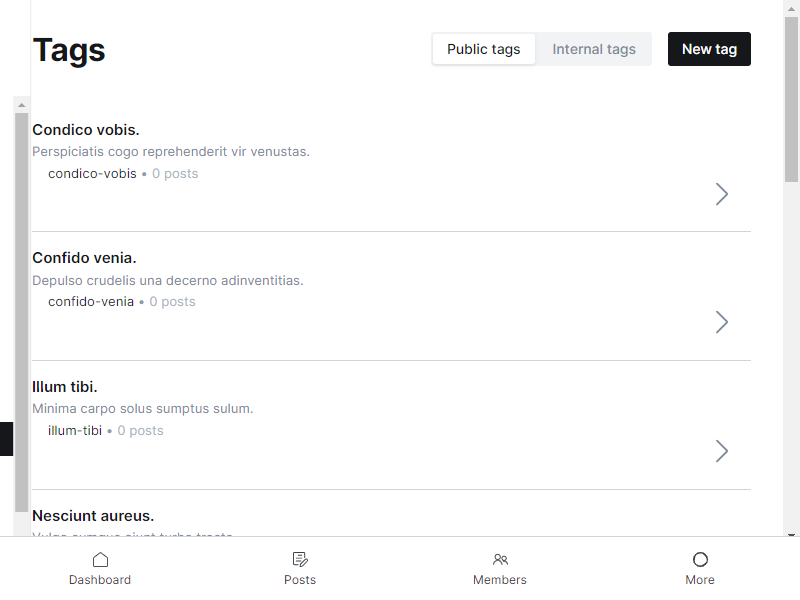 Tags
Public tags
Internal tags
New tag
Condico vobis.
Perspiciatis cogo reprehenderit vir venustas.
condico-vobis • 0 posts
Confido venia.
Depulso crudelis una decerno adinventitias.
confido-venia • 0 posts
Illum tibi.
Minima carpo solus sumptus sulum.
illum-tibi • 0 posts
Nesciunt aureus.
Dashboard
Posts
Members
More